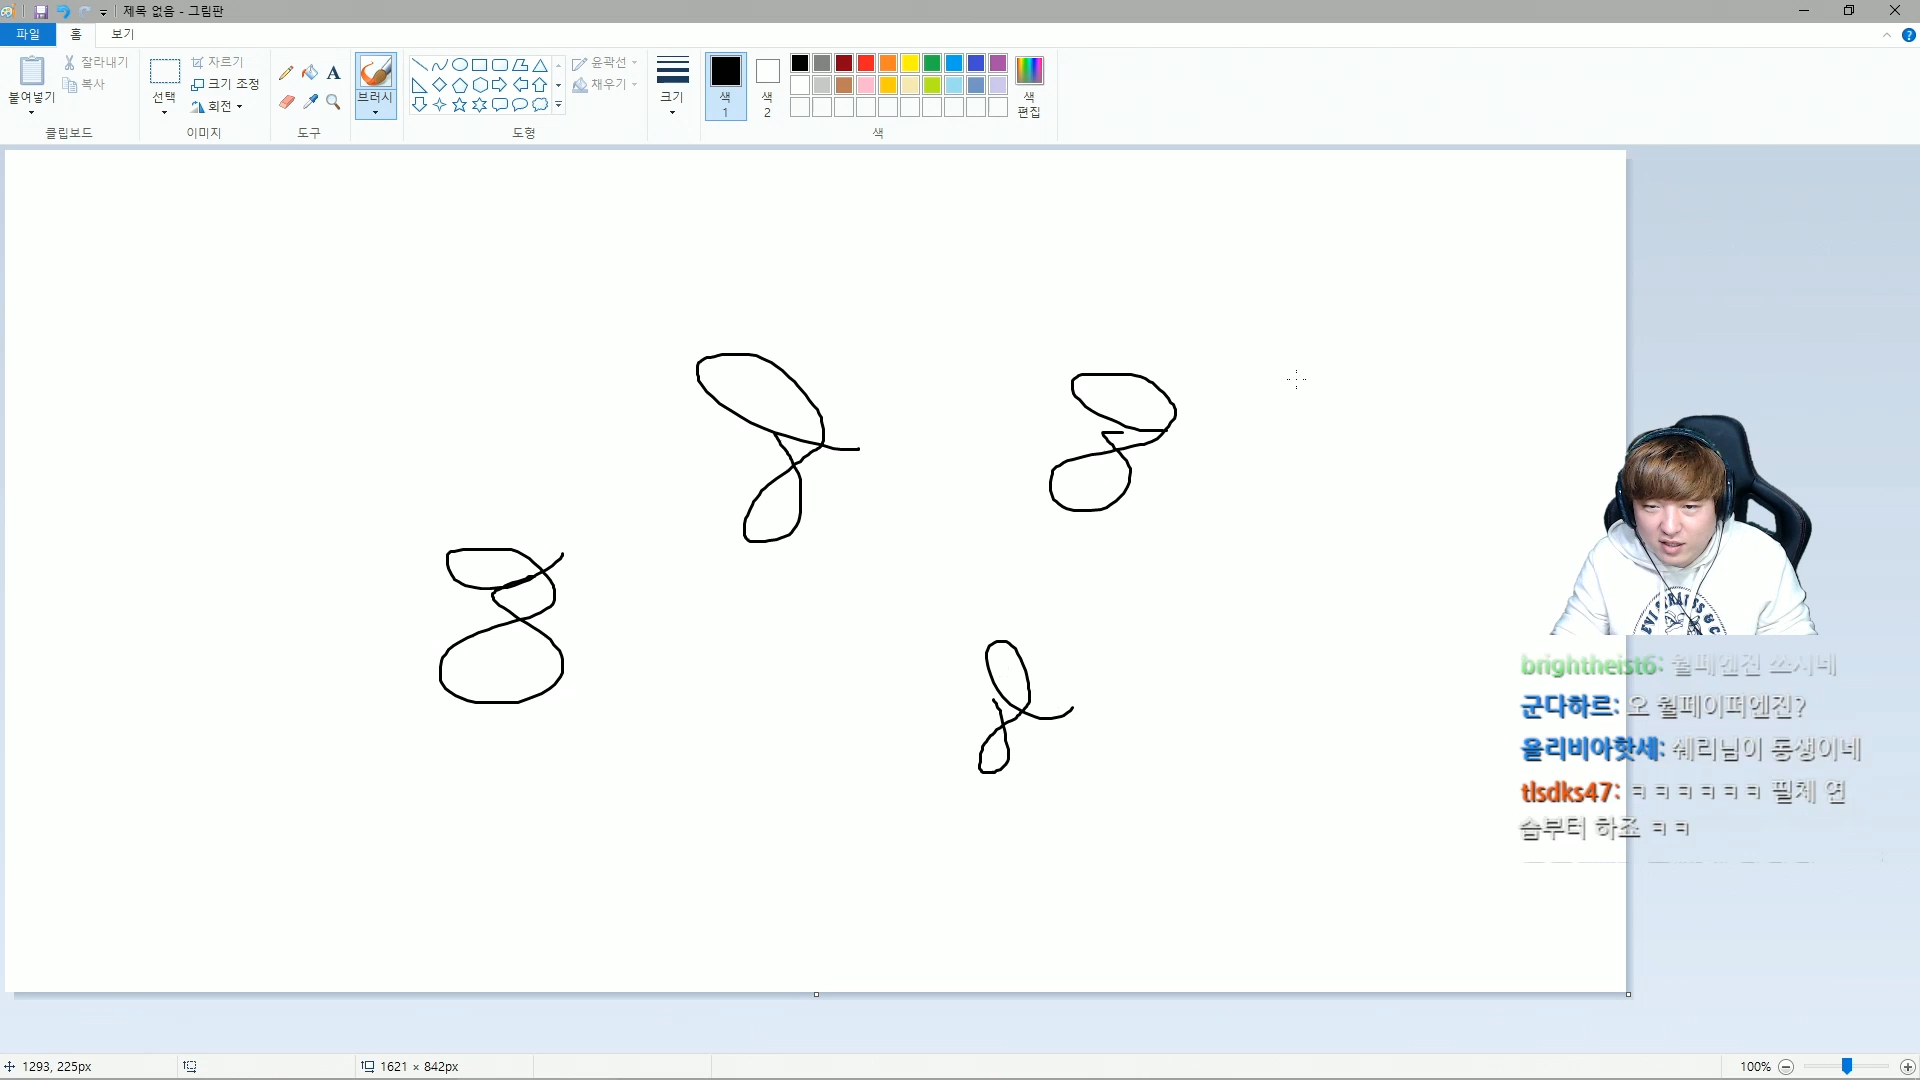 제목 없음 - 그림판
파일 홈 보기
붙여넣기
잘라내기
복사
클립보드
선택
자르기
크기 조정
회전
이미지
A
도구
브러시
윤곽선
채우기
도형
크기
색 1
색 2
색 편집
색
brightheist6: 월페엔진 쓰시네
군다하르: 오 월페이퍼엔진?
올리비아핫세: 쉐리님이 동생이네
tlsdks47: ㅋㅋㅋㅋㅋㅋ 필체 연
습부터 하죠 ㅋㅋ
1293, 225px
1621 × 842px
100%